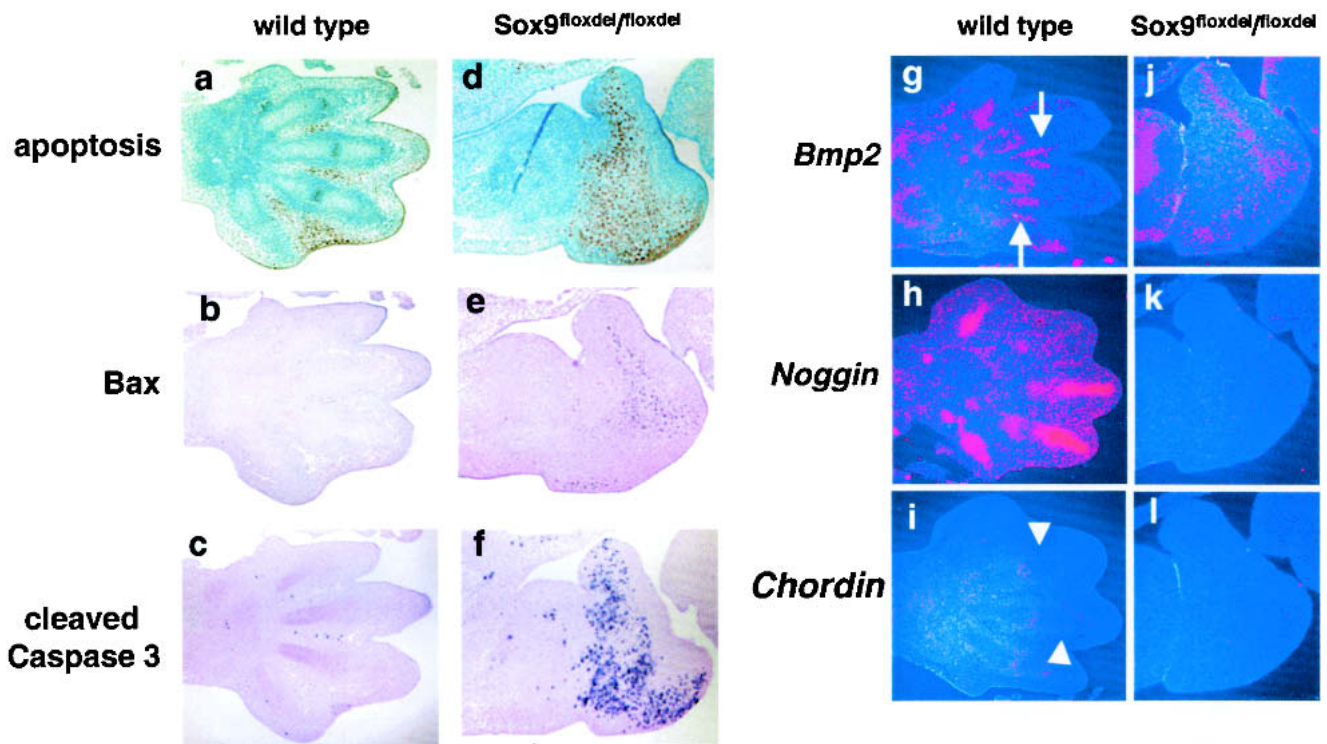 wild type
Sox9floxdel/floxdel
wild type
Sox9floxdel/floxdel
a
d
g
j
apoptosis
Bmp2
b
e
h
k
Bax
Noggin
c
f
i
l
cleaved
Caspase 3
Chordin